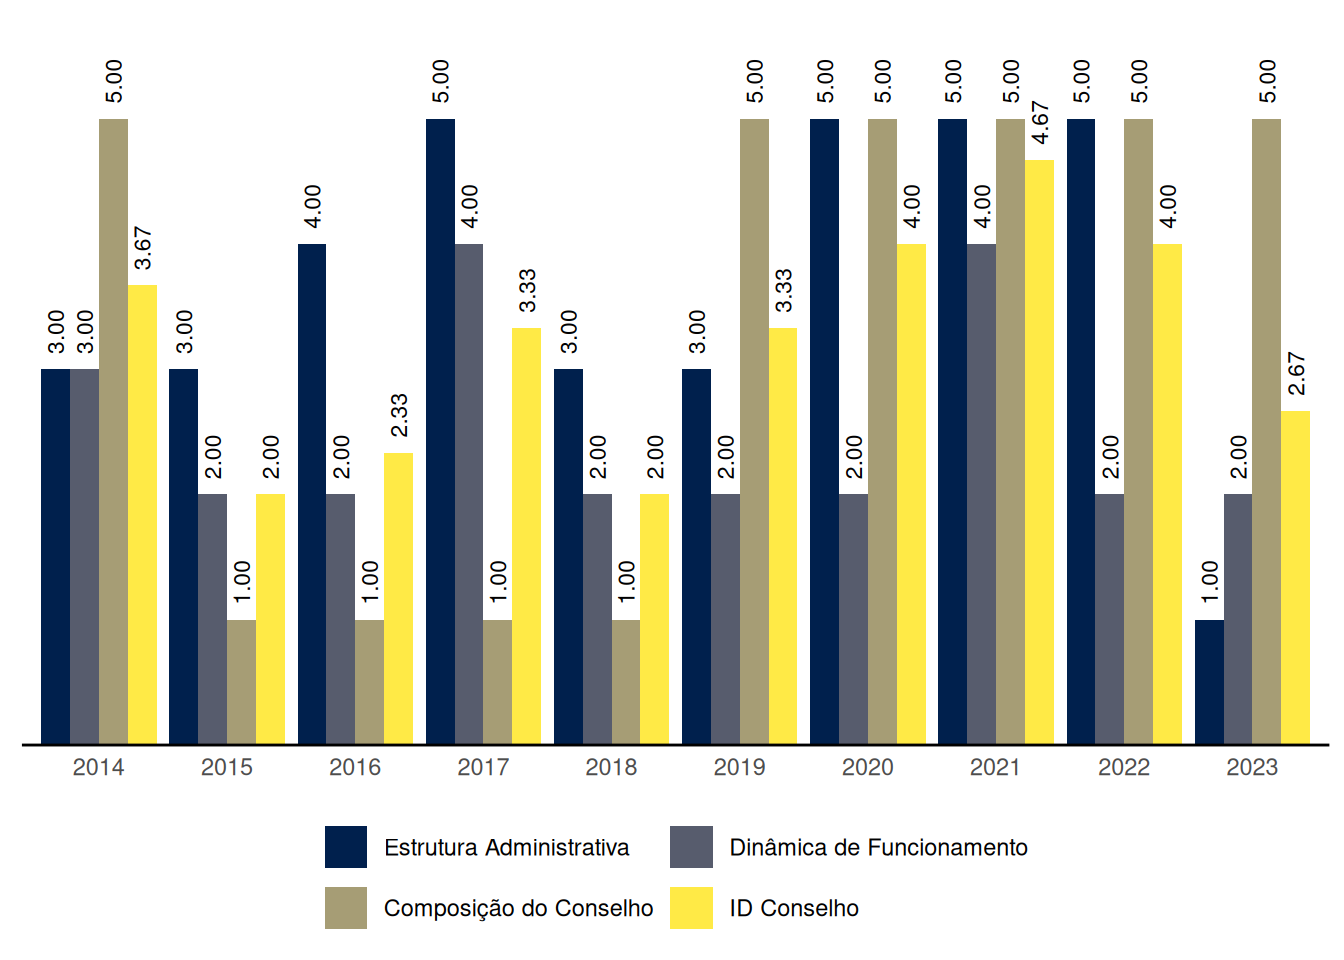 3.00 3.00 5.00 3.67 3.00 2.00 1.00 2.00 4.00 2.00 1.00 2.33 5.00 4.00 1.00 3.33 3.00 2.00 1.00 2.00 3.00 2.00 5.00 3.33 5.00 2.00 5.00 4.00 5.00 4.00 5.00 4.67 5.00 2.00 5.00 4.00 1.00 2.00 5.00 2.67
2014 2015 2016 2017 2018 2019 2020 2021 2022 2023
Estrutura Administrativa Dinâmica de Funcionamento
Composição do Conselho ID Conselho